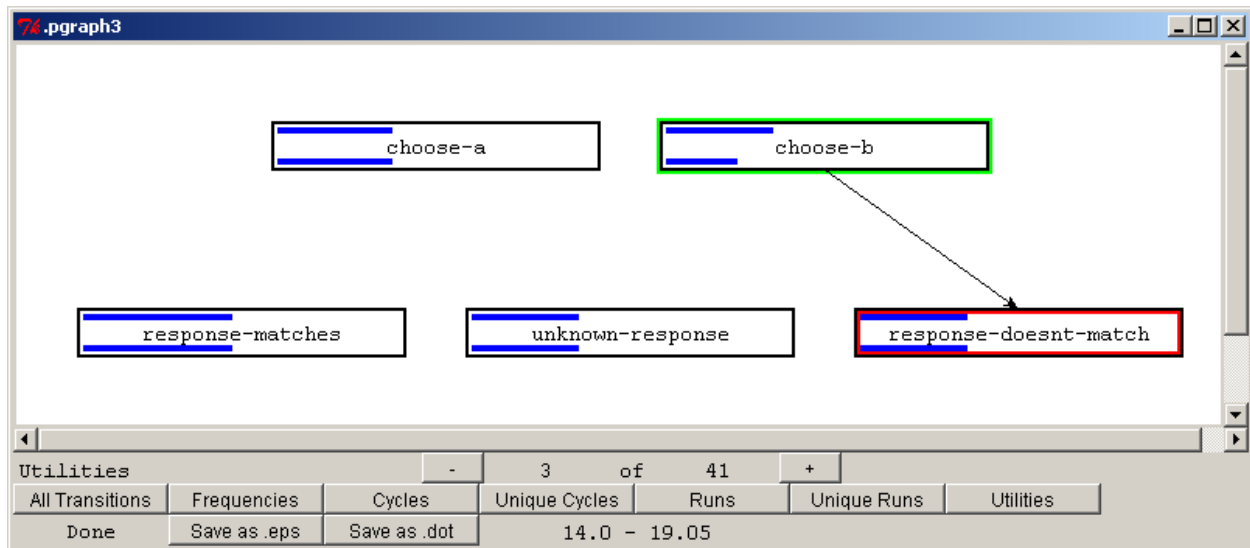 .pgraph3
choose-a choose-b
response-matches unknown-response response-doesnt-match
Utilities - 3 of 41 +
All Transitions Frequencies Cycles Unique Cycles Runs Unique Runs Utilities
Done Save as .eps Save as .dot 14.0 - 19.05